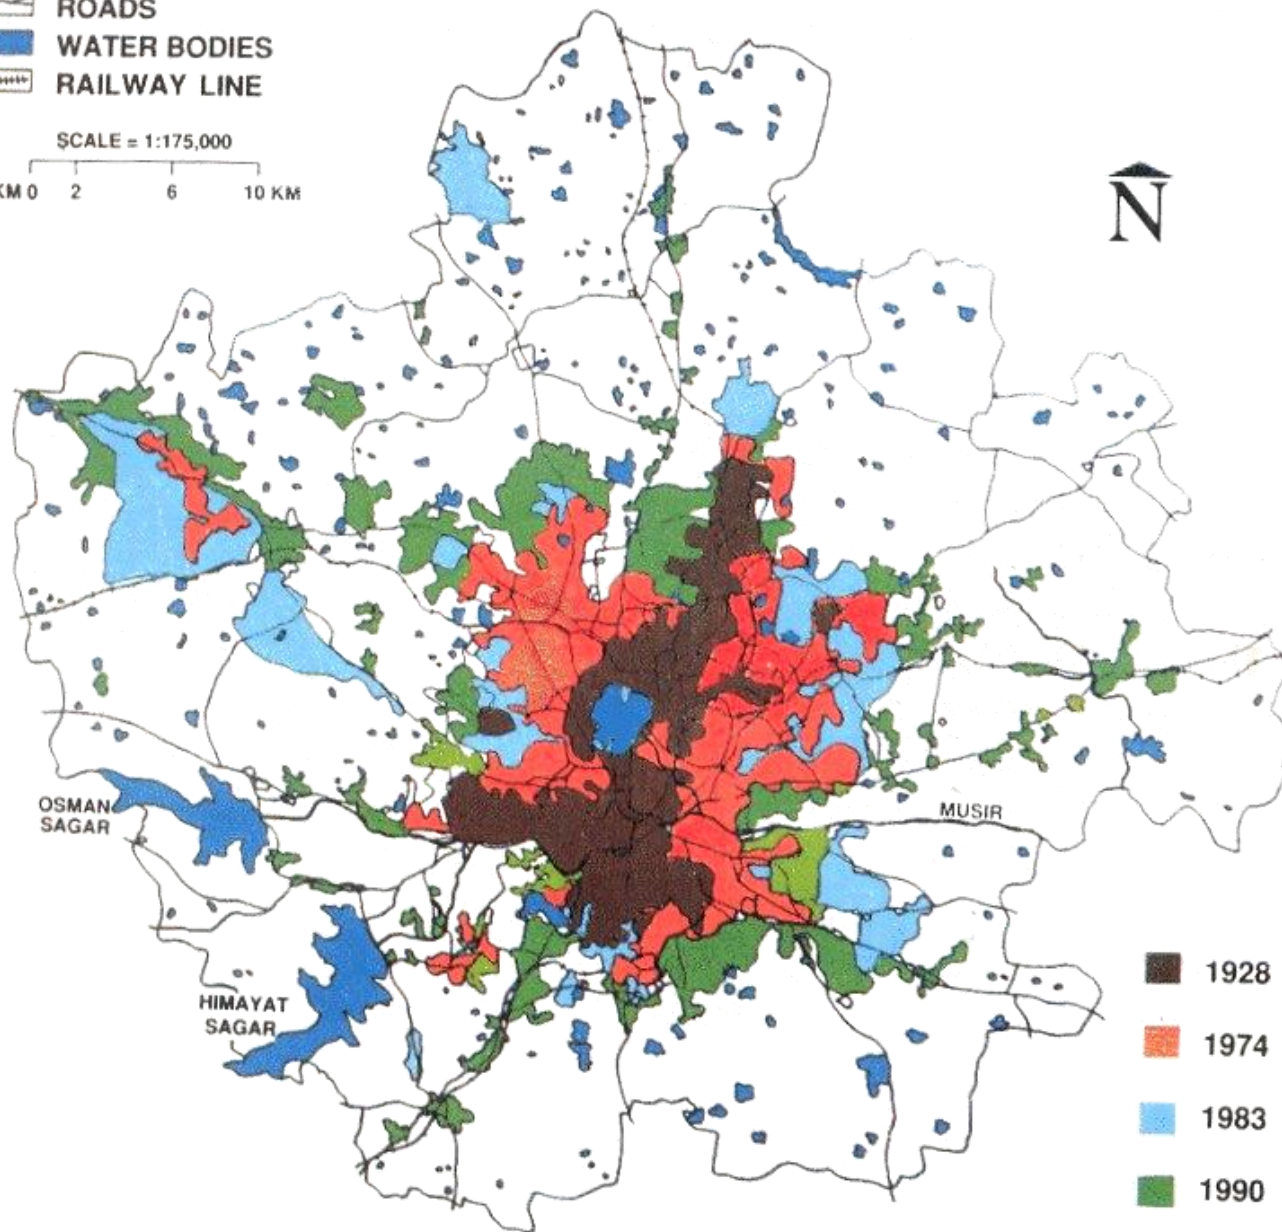 ROADS
WATER BODIES
RAILWAY LINE
SCALE = 1:175,000
KM 0 2 6 10 KM
N
OSMAN
SAGAR
MUSIR
HIMAYAT
SAGAR
1928
1974
1983
1990